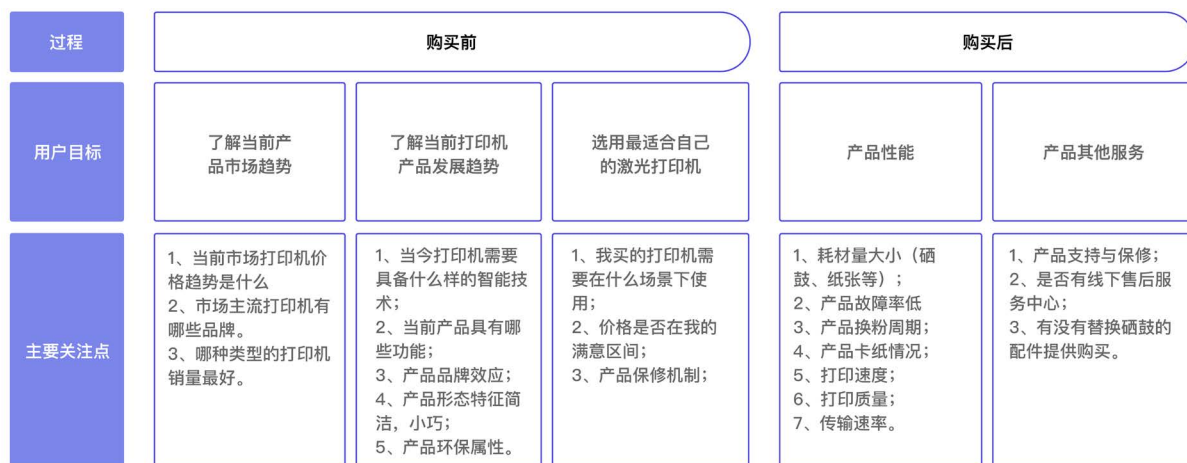 过程
购买前
购买后
用户目标
了解当前产
品市场趋势
了解当前打印机
产品发展趋势
选用最适合自己
的激光打印机
产品性能
产品其他服务
主要关注点
1、当前市场打印机价
格趋势是什么
2、市场主流打印机有
哪些品牌。
3、哪种类型的打印机
销量最好。
1、当今打印机需要
具备什么样的智能技
术；
2、当前产品具有哪
些功能；
3、产品品牌效应；
4、产品形态特征简
洁，小巧；
5、产品环保属性。
1、我买的打印机需
要在什么场景下使
用；
2、价格是否在我的
满意区间；
3、产品保修机制；
1、耗材量大小（硒
鼓、纸张等）；
2、产品故障率低
3、产品换粉周期；
4、产品卡纸情况；
5、打印速度；
6、打印质量；
7、传输速率。
1、产品支持与保修；
2、是否有线下售后服
务中心；
3、有没有替换硒鼓的
配件提供购买。